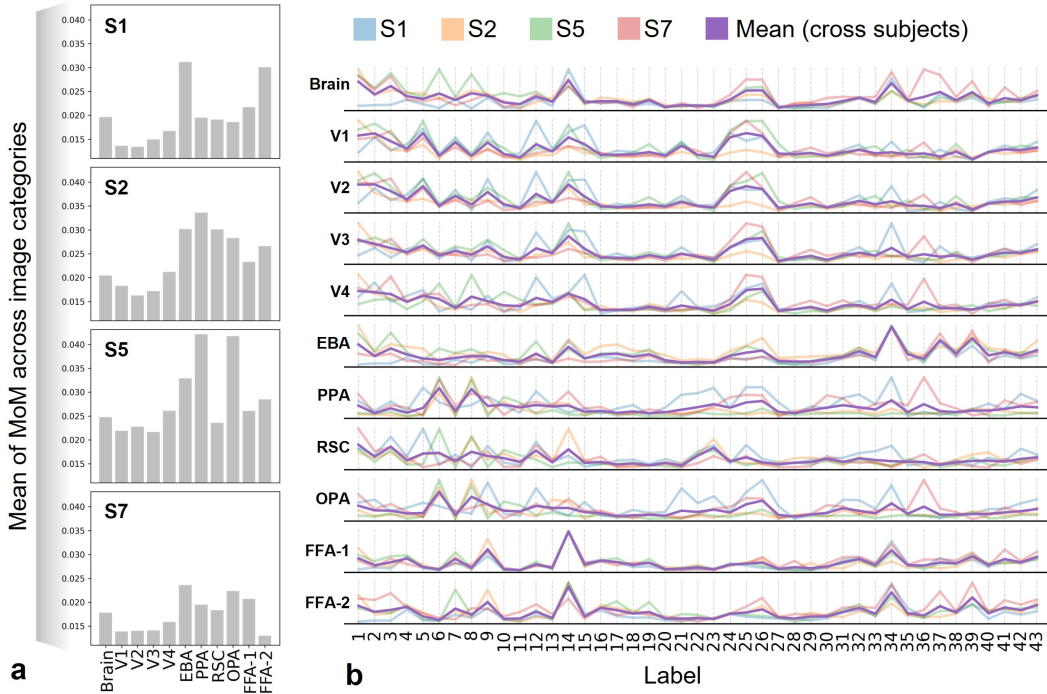 Mean of MoM across image categories
S1
0.040
0.035
0.030
0.025
0.020
0.015
S2
0.040
0.035
0.030
0.025
0.020
0.015
S5
0.040
0.035
0.030
0.025
0.020
0.015
S7
0.040
0.035
0.030
0.025
0.020
0.015
Brain V1 V2 V3 V4 EBA PPA RSC OPA FFA-1 FFA-2
a
S1 S2 S5 S7 Mean (cross subjects)
Brain
V1
V2
V3
V4
EBA
PPA
RSC
OPA
FFA-1
FFA-2
1 2 3 4 5 6 7 8 9 10 11 12 13 14 15 16 17 18 19 20 21 22 23 24 25 26 27 28 29 30 31 32 33 34 35 36 37 38 39 40 41 42 43
Label
b